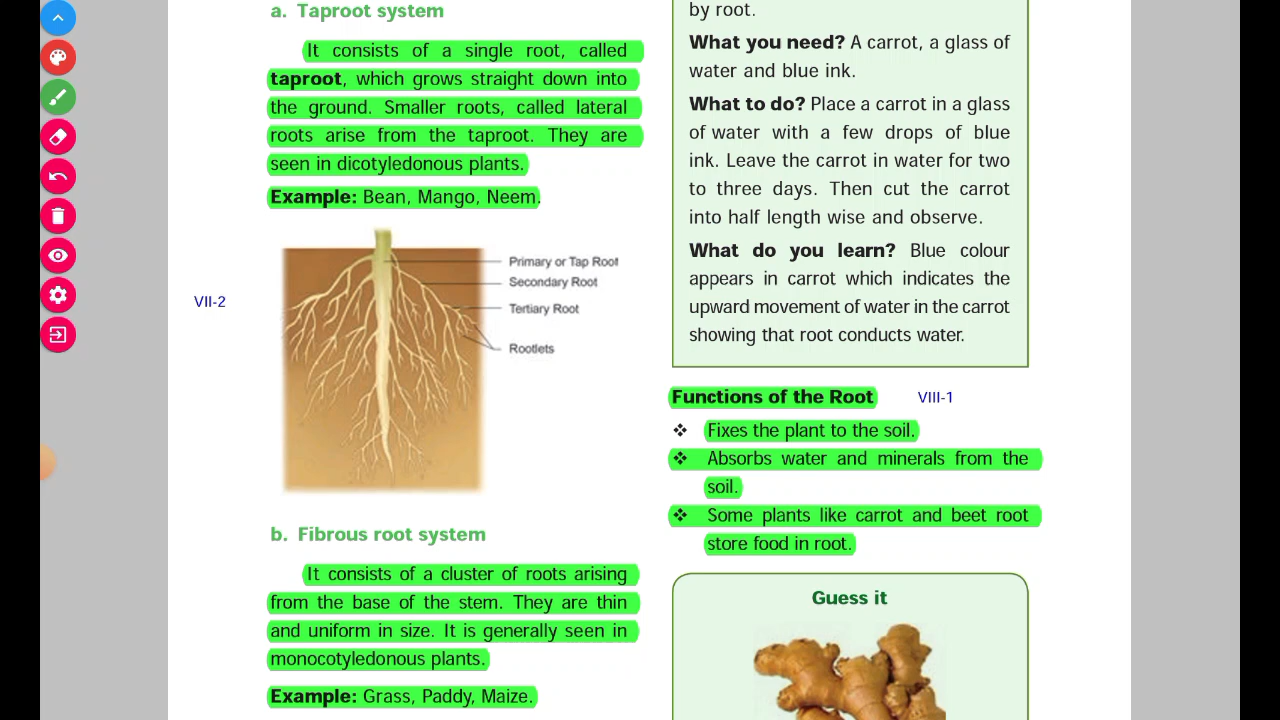 a. Taproot system
It consists of a single root, called
taproot, which grows straight down into
the ground. Smaller roots, called lateral
roots arise from the taproot. They are
seen in dicotyledonous plants.
Example: Bean, Mango, Neem.
Primary or Tap Root
Secondary Root
Tertiary Root
Rootlets
VII-2
b. Fibrous root system
It consists of a cluster of roots arising
from the base of the stem. They are thin
and uniform in size. It is generally seen in
monocotyledonous plants.
Example: Grass, Paddy, Maize.
by root.
What you need? A carrot, a glass of
water and blue ink.
What to do? Place a carrot in a glass
of water with a few drops of blue
ink. Leave the carrot in water for two
to three days. Then cut the carrot
into half length wise and observe.
What do you learn? Blue colour
appears in carrot which indicates the
upward movement of water in the carrot
showing that root conducts water.
Functions of the Root VIII-1
❖ Fixes the plant to the soil.
❖ Absorbs water and minerals from the
soil.
❖ Some plants like carrot and beet root
store food in root.
Guess it